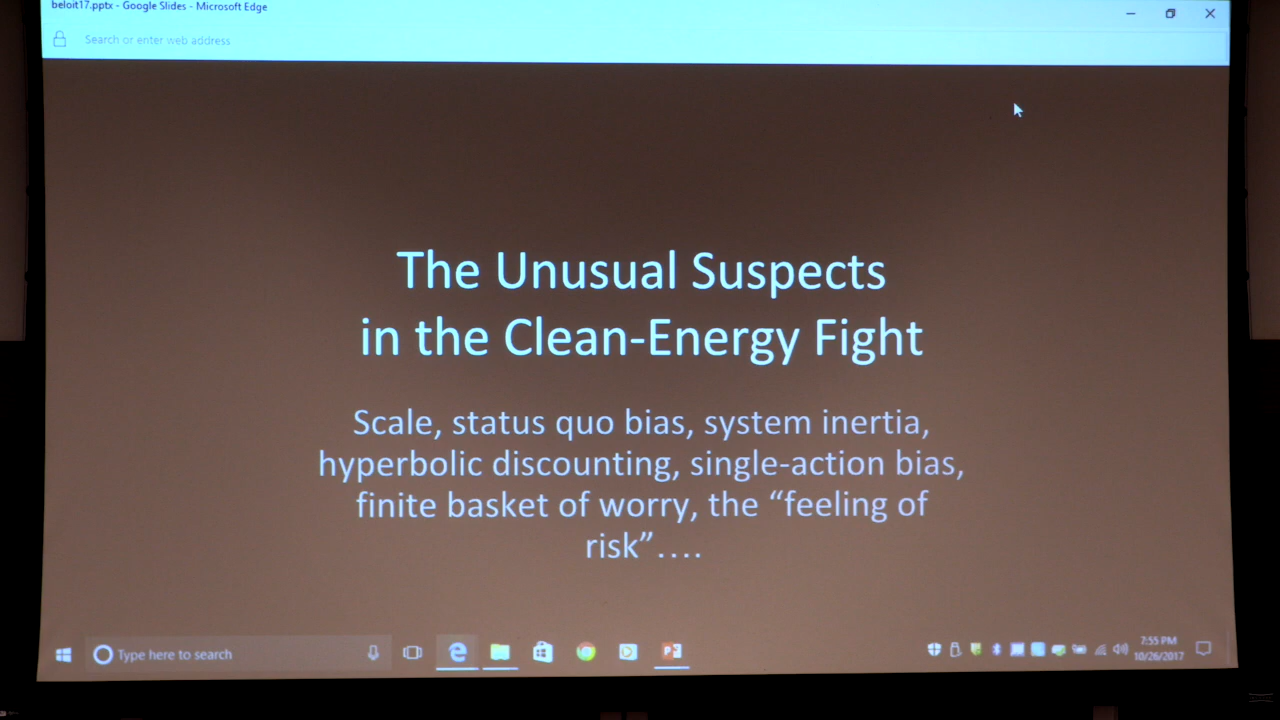 beloit17.pptx - Google Slides - Microsoft Edge
Search or enter web address
The Unusual Suspects
in the Clean-Energy Fight
Scale, status quo bias, system inertia,
hyperbolic discounting, single-action bias,
finite basket of worry, the “feeling of
risk”....
Type here to search
7:55 PM
10/26/2017